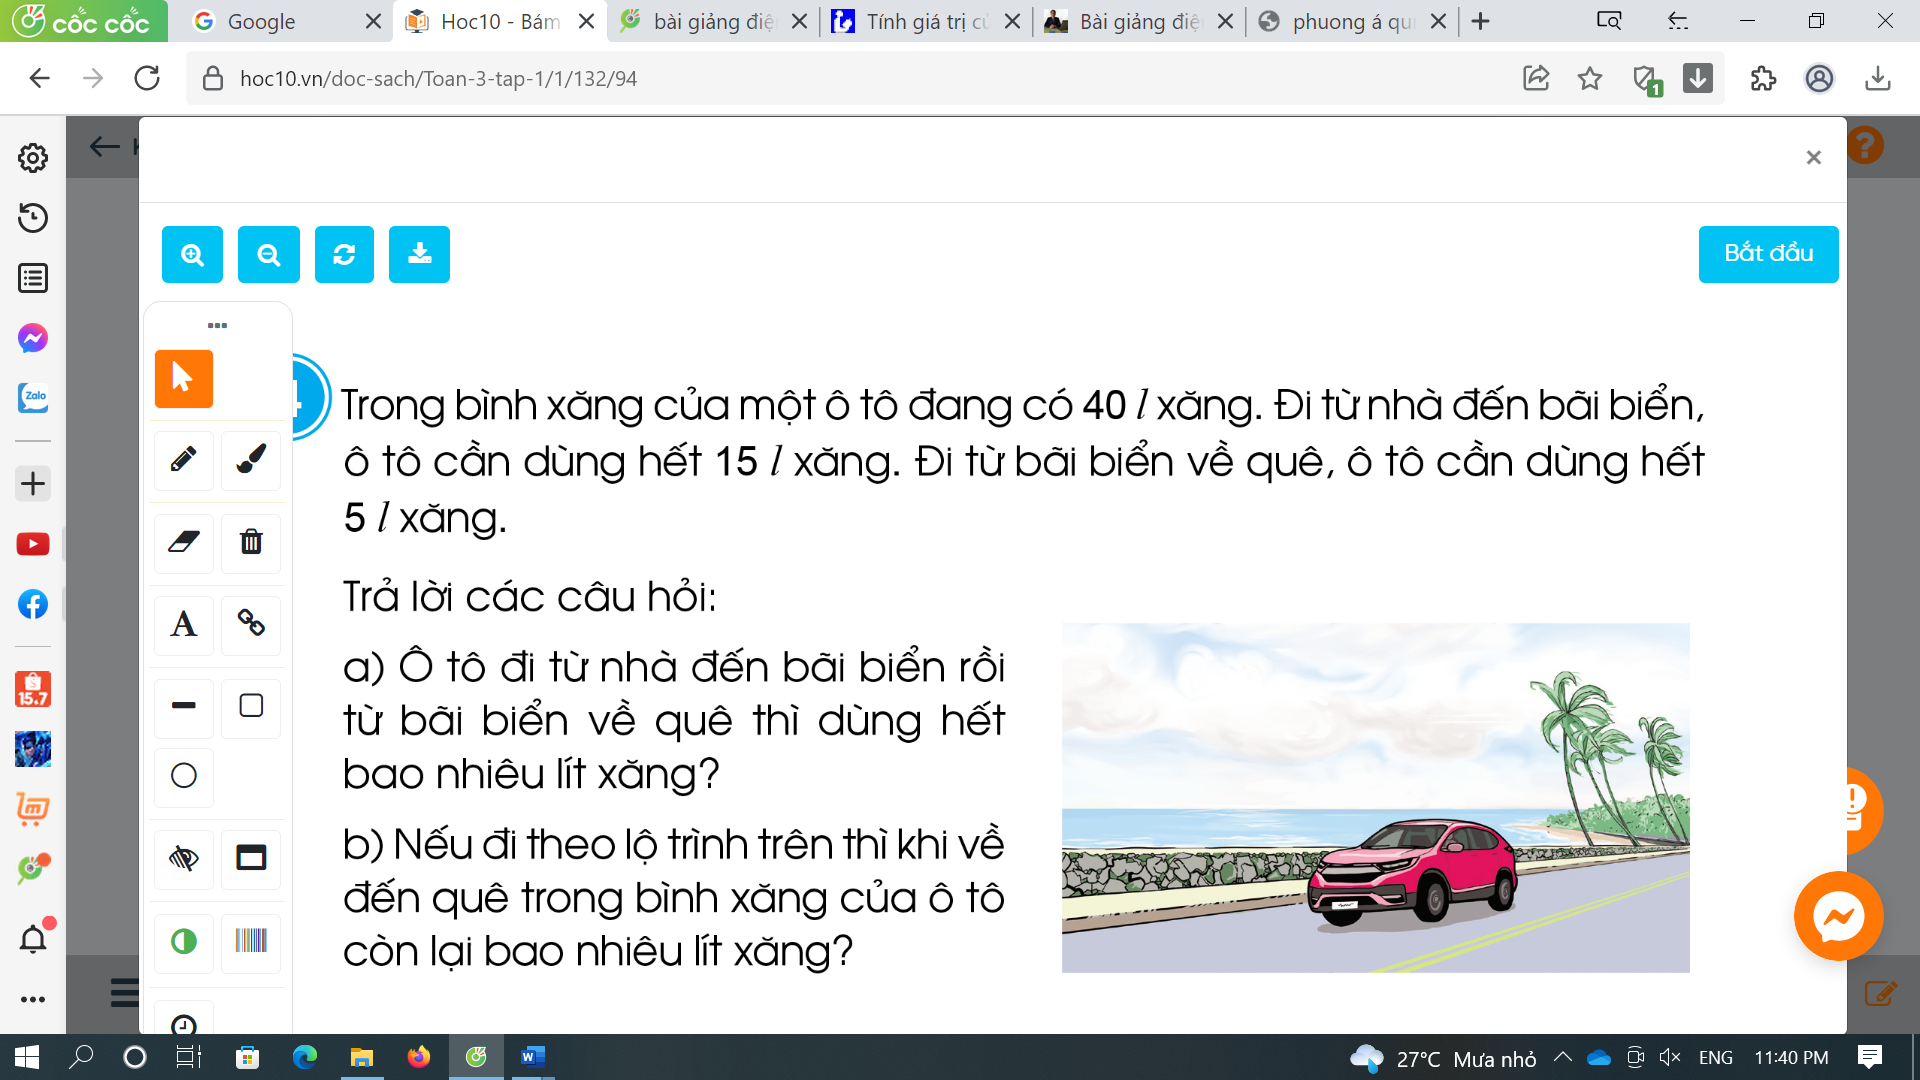 cốc cốc
Google
Hoc10 - Bám
bài giảng điệ
Tính giá trị củ
Bài giảng điệ
phuong á qu
hoc10.vn/doc-sach/Toan-3-tap-1/1/132/94
1
Bắt đầu
Trong bình xăng của một ô tô đang có 40 l xăng. Đi từ nhà đến bãi biển,
ô tô cần dùng hết 15 l xăng. Đi từ bãi biển về quê, ô tô cần dùng hết
5 l xăng.
Trả lời các câu hỏi:
a) Ô tô đi từ nhà đến bãi biển rồi
từ bãi biển về quê thì dùng hết
bao nhiêu lít xăng?
b) Nếu đi theo lộ trình trên thì khi về
đến quê trong bình xăng của ô tô
còn lại bao nhiêu lít xăng?
Zalo
15.7
A
27°C Mưa nhỏ
ENG
11:40 PM